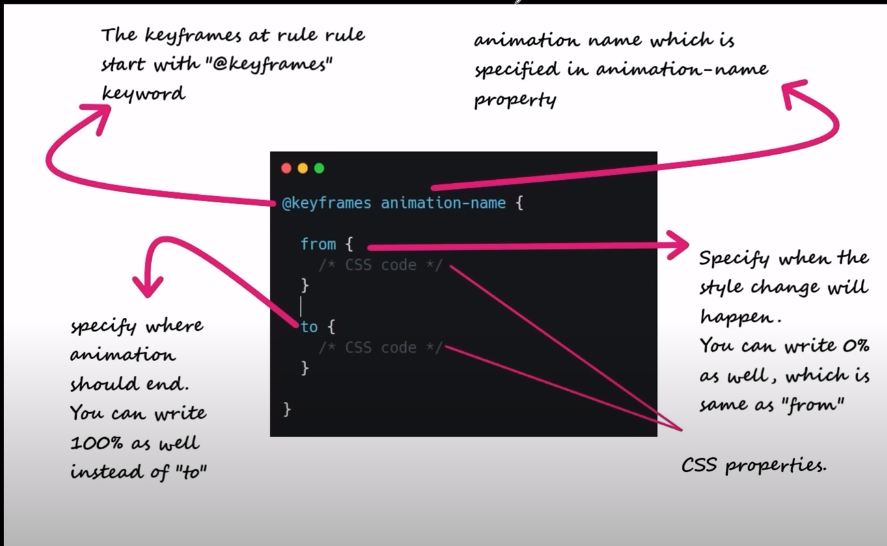 The keyframes at rule rule
start with "@keyframes"
keyword
animation name which is
specified in animation-name
property
@keyframes animation-name {
from {
/* CSS code */
}
to {
/* CSS code */
}
}
specify where
animation
should end.
You can write
100% as well
instead of "to"
Specify when the
style change will
happen.
You can write 0%
as well, which is
same as "from"
CSS properties.